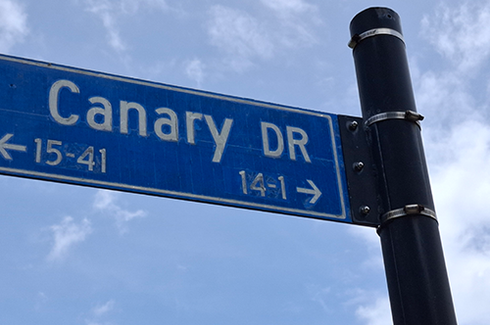 Canary DR
← 15-41 14-1 →